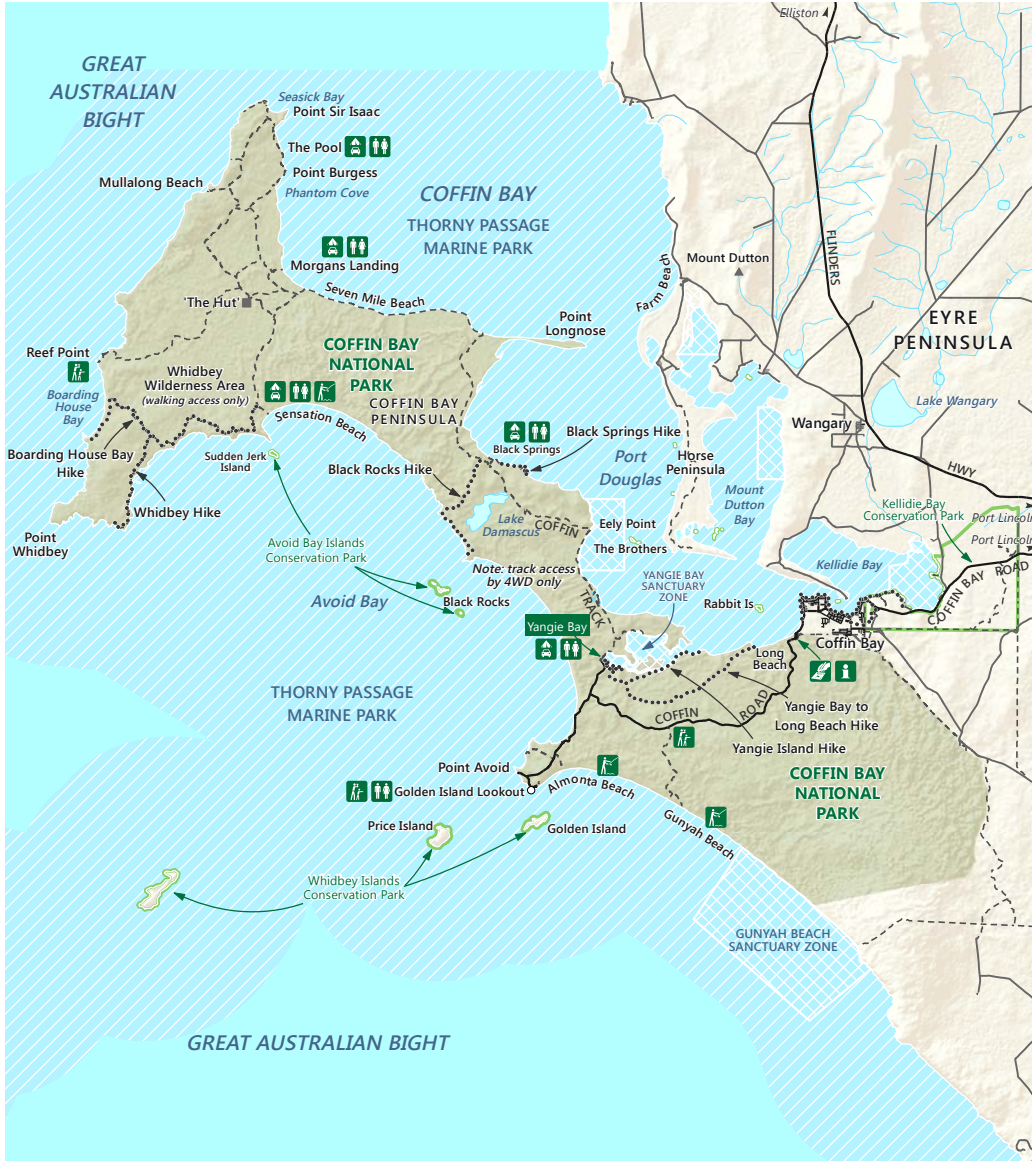 Elliston
GREAT
AUSTRALIAN
BIGHT
Seasick Bay
Point Sir Isaac
The Pool
Point Burgess
Mullalong Beach
Phantom Cove
COFFIN BAY
THORNY PASSAGE
MARINE PARK
FLINDERS
Morgans Landing
Mount Dutton
Farm Beach
Seven Mile Beach
'The Hut'
Point
Longnose
EYRE
PENINSULA
Reef Point
COFFIN BAY
NATIONAL
PARK
Whidbey
Wilderness Area
(walking access only)
Boarding
House
Bay
COFFIN BAY
PENINSULA
Lake Wangary
Sensation Beach
Wangary
Black Springs Hike
Black Springs
Boarding House Bay
Hike
Sudden Jerk
Island
Black Rocks Hike
Port
Douglas
Horse
Peninsula
HWY
Mount
Dutton
Bay
Whidbey Hike
Kellidie Bay
Conservation Park
Port Lincoln
Port Lincoln
Point
Whidbey
Lake
Damascus
COFFIN
Eely Point
The Brothers
Avoid Bay Islands
Conservation Park
Note: track access
by 4WD only
YANGIE BAY
SANCTUARY
ZONE
Kellidie Bay
COFFIN BAY ROAD
Avoid Bay
Black Rocks
TRACK
Rabbit Is
Yangie Bay
Coffin Bay
Long
Beach
THORNY PASSAGE
MARINE PARK
COFFIN
ROAD
Yangie Bay to
Long Beach Hike
Yangie Island Hike
Point Avoid
Golden Island Lookout
Almonta Beach
COFFIN BAY
NATIONAL
PARK
Price Island
Golden Island
Gunyah Beach
Whidbey Islands
Conservation Park
GUNYAH BEACH
SANCTUARY ZONE
GREAT AUSTRALIAN BIGHT